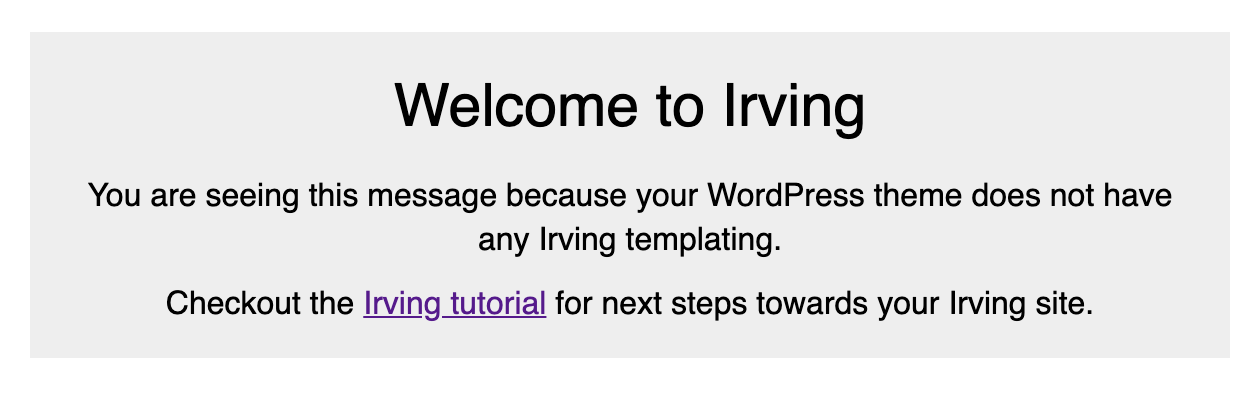 Welcome to Irving
You are seeing this message because your WordPress theme does not have
any Irving templating.
Checkout the Irving tutorial for next steps towards your Irving site.